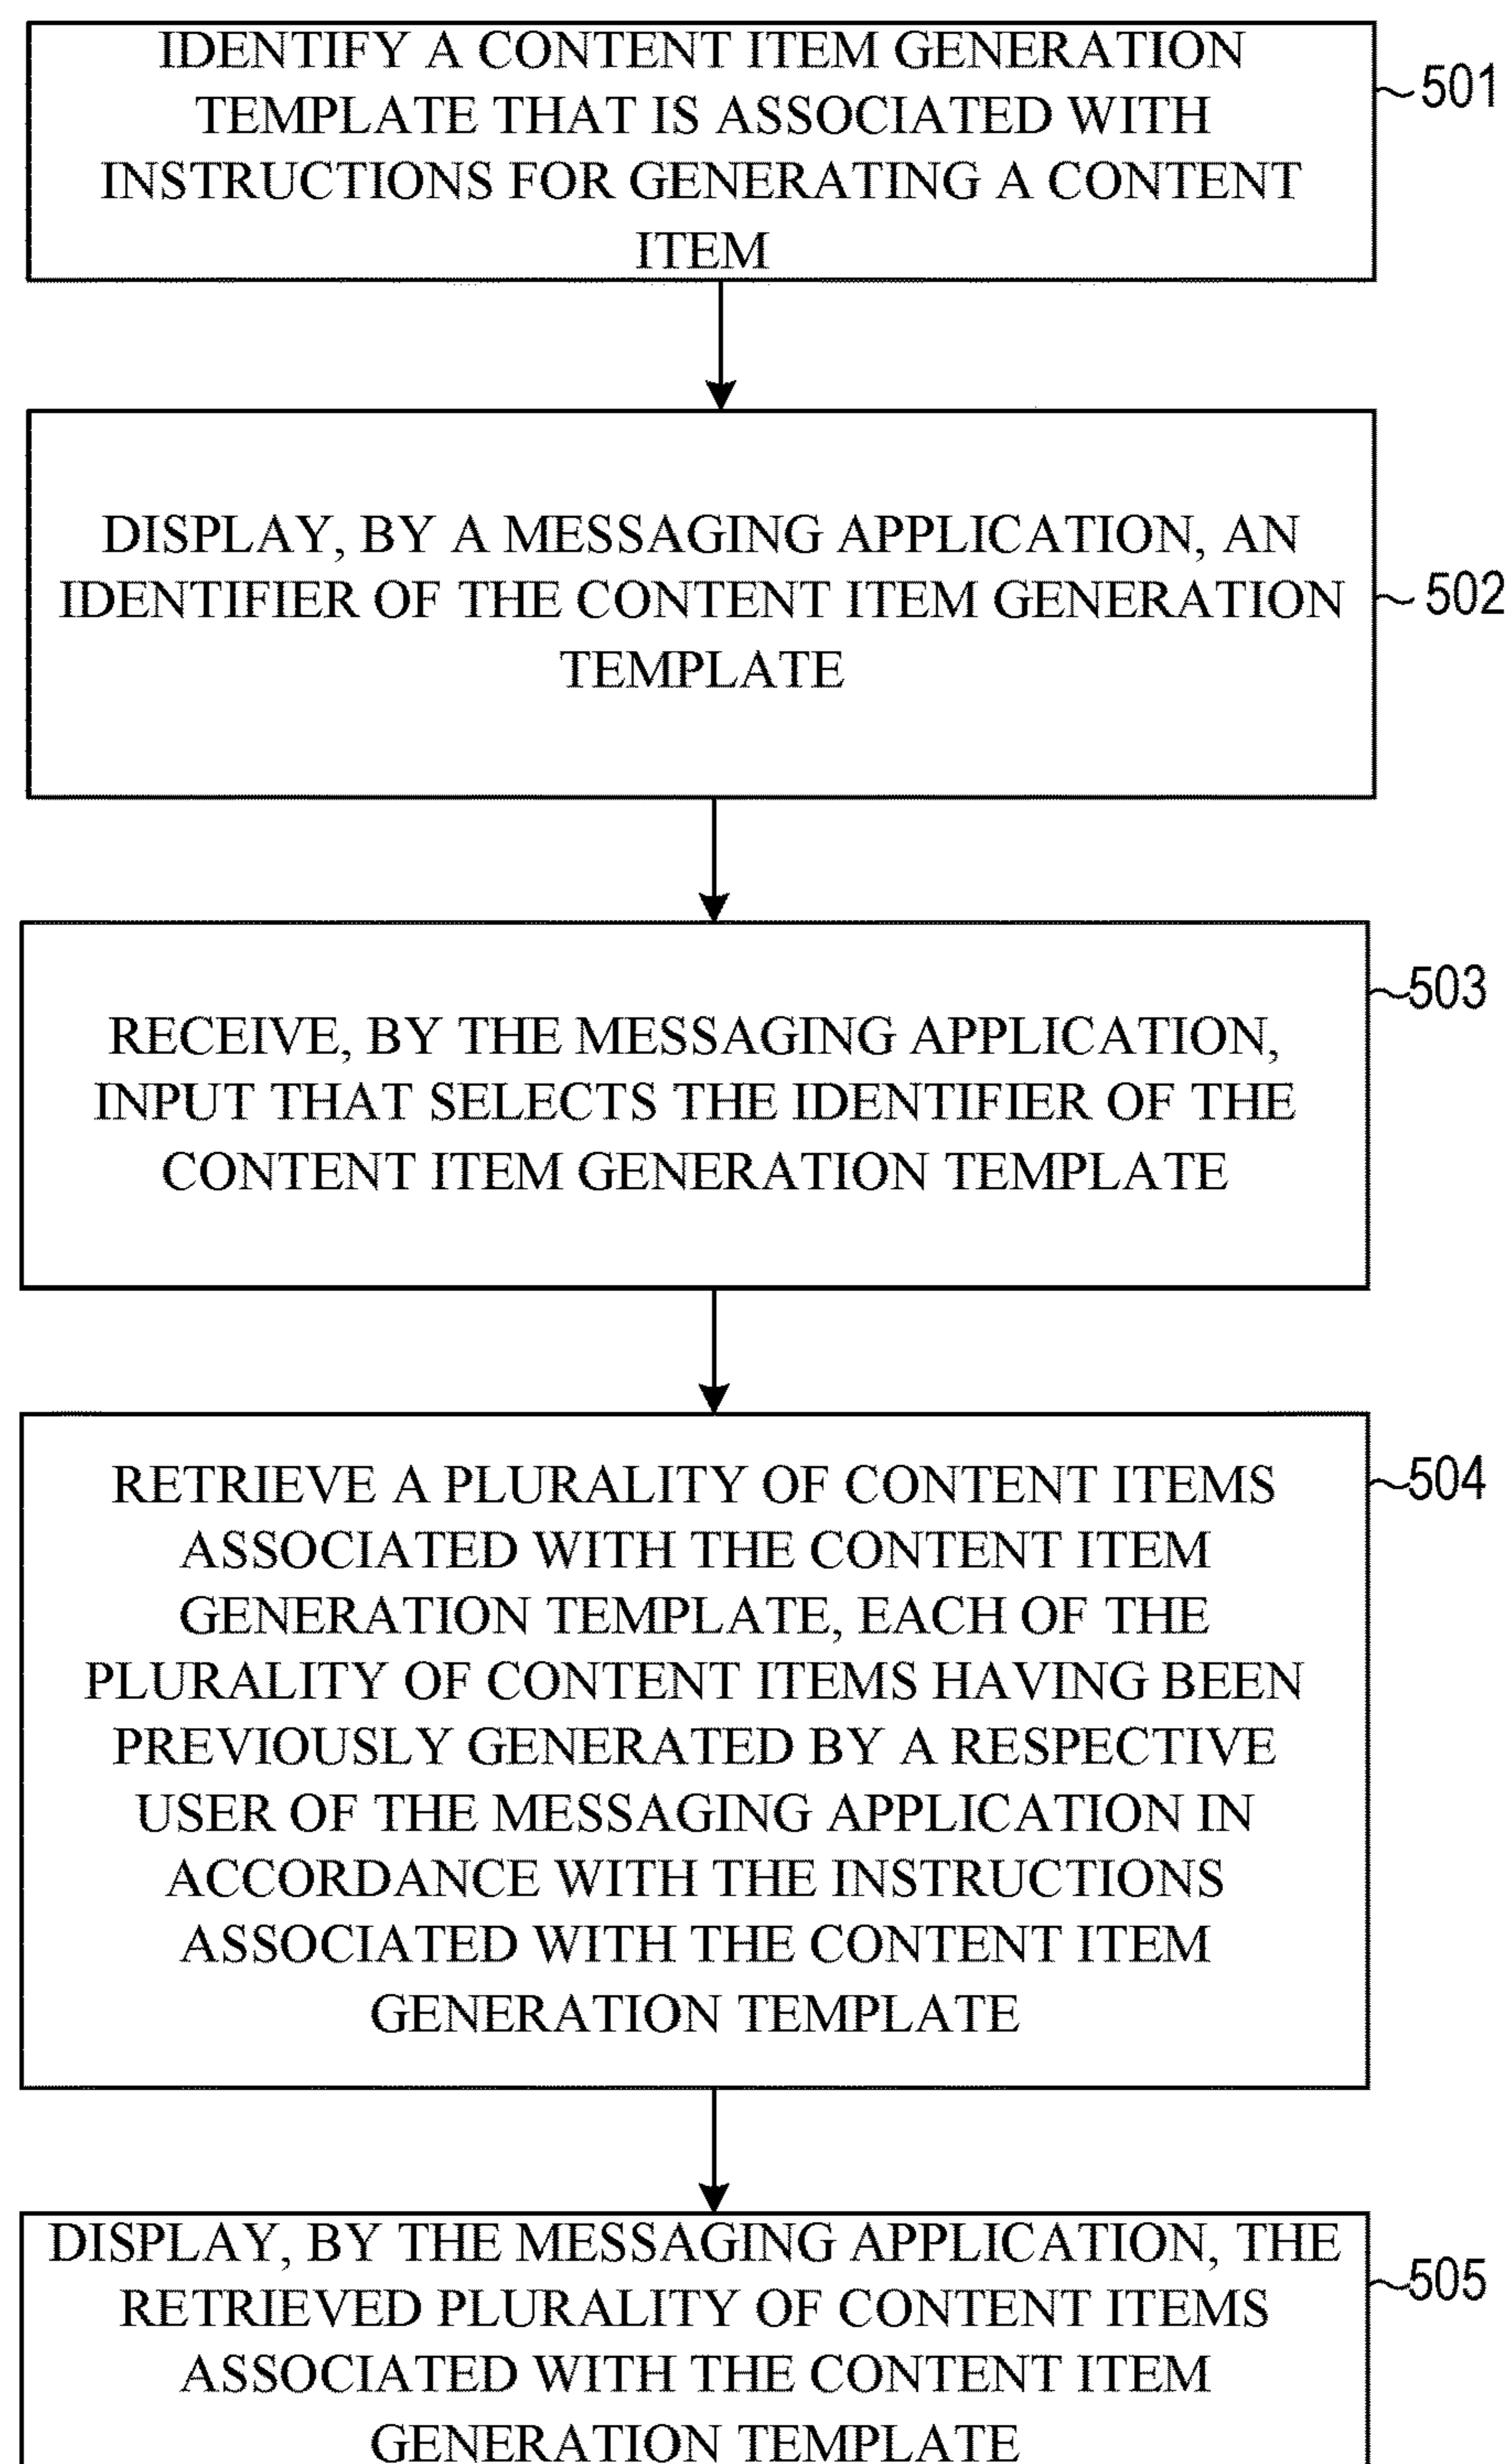 IDENTIFY A CONTENT ITEM GENERATION
TEMPLATE THAT IS ASSOCIATED WITH
INSTRUCTIONS FOR GENERATING A CONTENT
ITEM
501
DISPLAY, BY A MESSAGING APPLICATION, AN
IDENTIFIER OF THE CONTENT ITEM GENERATION
TEMPLATE
502
RECEIVE, BY THE MESSAGING APPLICATION,
INPUT THAT SELECTS THE IDENTIFIER OF THE
CONTENT ITEM GENERATION TEMPLATE
503
RETRIEVE A PLURALITY OF CONTENT ITEMS
ASSOCIATED WITH THE CONTENT ITEM
GENERATION TEMPLATE, EACH OF THE
PLURALITY OF CONTENT ITEMS HAVING BEEN
PREVIOUSLY GENERATED BY A RESPECTIVE
USER OF THE MESSAGING APPLICATION IN
ACCORDANCE WITH THE INSTRUCTIONS
ASSOCIATED WITH THE CONTENT ITEM
GENERATION TEMPLATE
504
DISPLAY, BY THE MESSAGING APPLICATION, THE
RETRIEVED PLURALITY OF CONTENT ITEMS
ASSOCIATED WITH THE CONTENT ITEM
GENERATION TEMPLATE
505